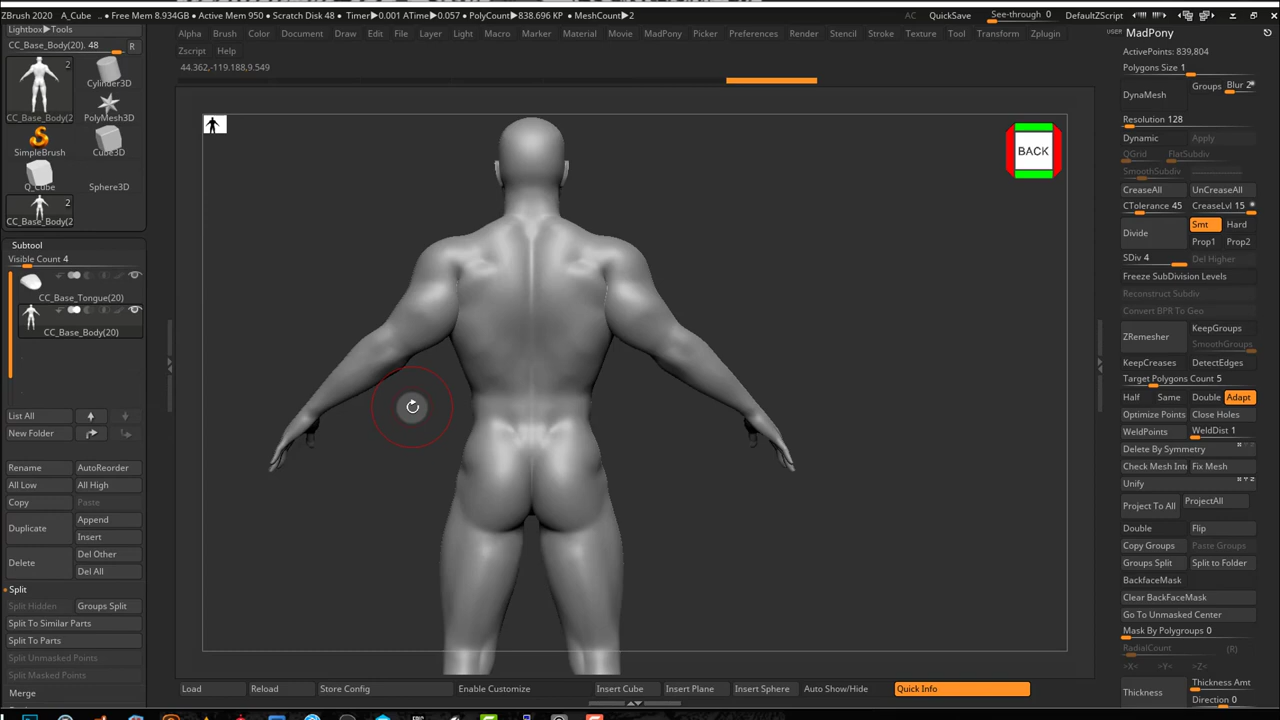 ZBrush 2020 A_Cube . • Free Mem 8.934GB • Active Mem 950 • Scratch Disk 48 • Timer▶0.001 ATime▶0.057 • PolyCount▶838.696 KP • MeshCount▶2 AC QuickSave See-through 0 DefaultZScript
Lightbox▶Tools
Alpha Brush Color Document Draw Edit File Layer Light Macro Marker Material Movie MadPony Picker Preferences Render Stencil Stroke Texture Tool Transform Zplugin
Zscript Help
44.362,-119.188,9.549
CC_Base_Body(20). 48 R
2
Cylinder3D
CC_Base_Body(2 PolyMesh3D
SimpleBrush Cube3D
Q_Cube Sphere3D
2
CC_Base_Body(2
Subtool
Visible Count 4
CC_Base_Tongue(20)
CC_Base_Body(20)
List All
New Folder
Rename AutoReorder
All Low All High
Copy Paste
Duplicate Append
Insert
Delete Del Other
Del All
Split
Split Hidden Groups Split
Split To Similar Parts
Split To Parts
Split Unmasked Points
Split Masked Points
Merge
BACK
Load Reload Store Config Enable Customize Insert Cube Insert Plane Insert Sphere Auto Show/Hide Quick Info
USER MadPony
ActivePoints: 839,804
Polygons Size 1
DynaMesh Groups Blur 2
Resolution 128
Dynamic Apply
QGrid FlatSubdiv
SmoothSubdiv
CreaseAll UnCreaseAll
CTolerance 45 CreaseLvl 15
Divide Smt Hard
Prop1 Prop2
SDiv 4 Del Higher
Freeze SubDivision Levels
Reconstruct Subdiv
Convert BPR To Geo
ZRemesher KeepGroups
SmoothGroups
KeepCreases DetectEdges
Target Polygons Count 5
Half Same Double Adapt
Optimize Points Close Holes
WeldPoints WeldDist 1
Delete By Symmetry
Check Mesh Int Fix Mesh
Unify
Project To All ProjectAll
Double Flip
Copy Groups Paste Groups
Groups Split Split to Folder
BackfaceMask
Clear BackFaceMask
Go To Unmasked Center
Mask By Polygroups 0
RadialCount (R)
>X< >Y< >Z<
Thickness Thickness Amt
Direction 0